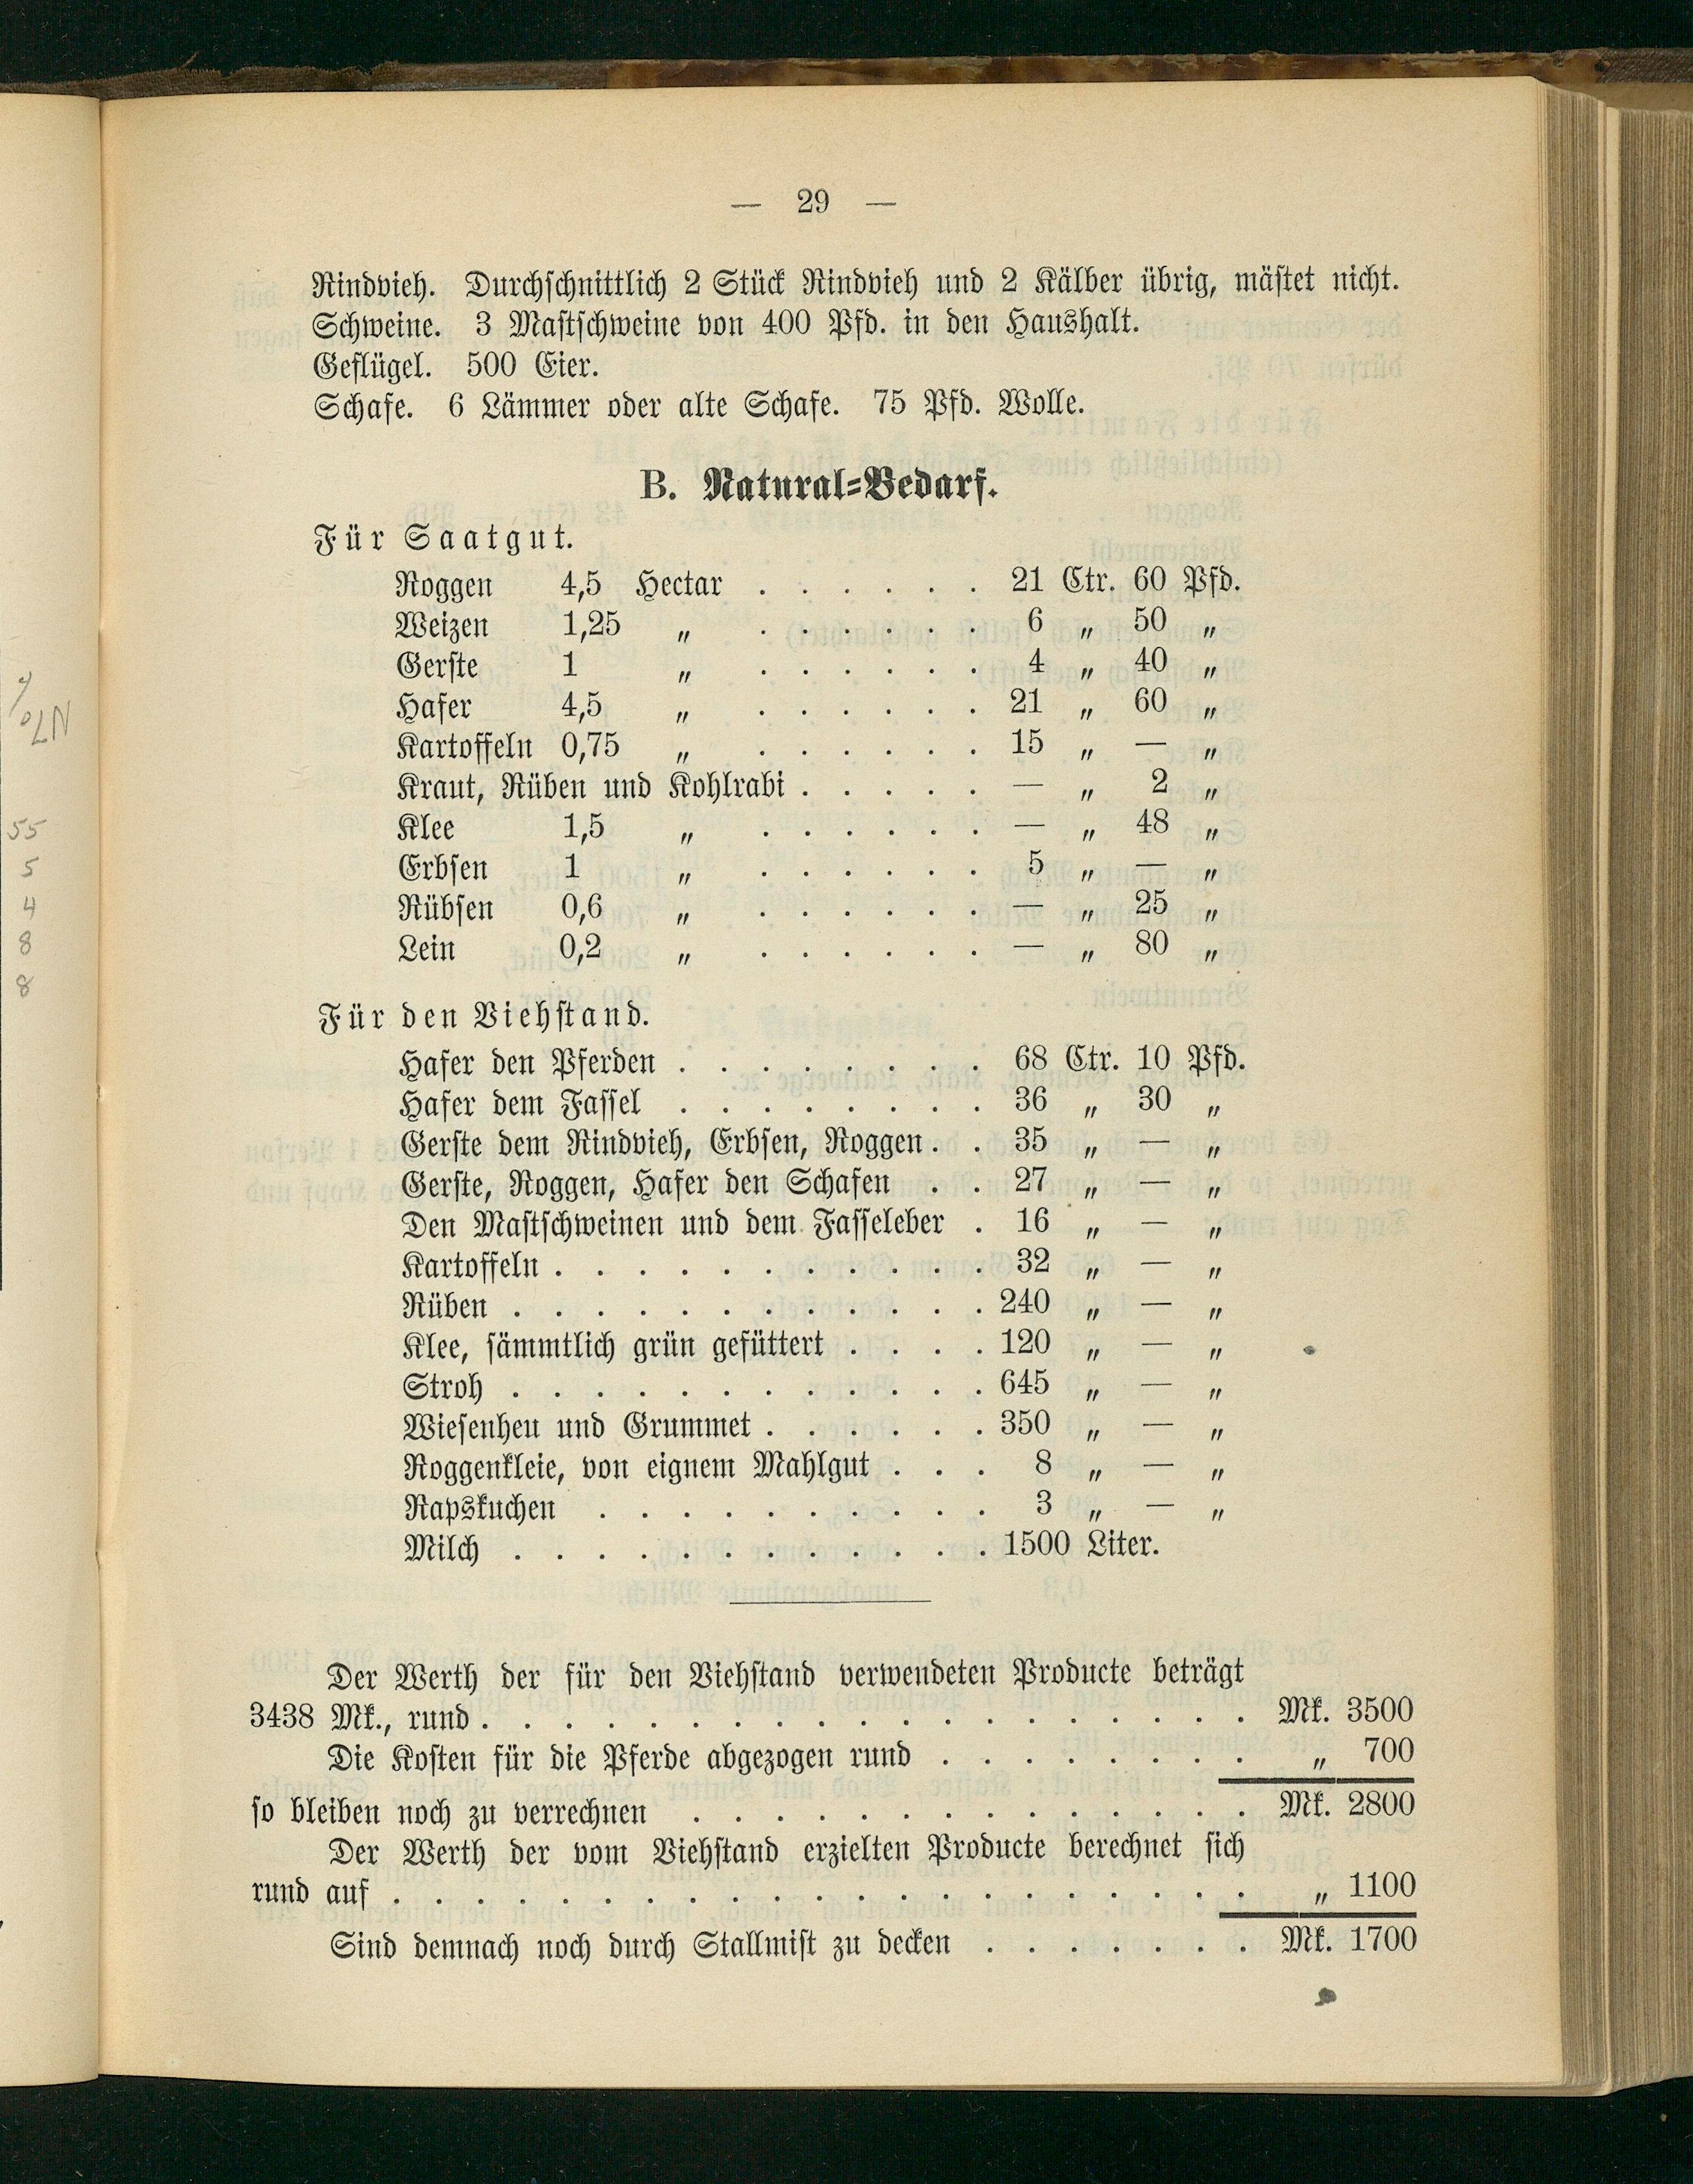 — 29 —
Rindvieh. Durchschnittlich 2 Stück Rindvieh und 2 Kälber übrig, mästet nicht.
Schweine. 3 Mastschweine von 400 Pfd. in den Haushalt.
Geflügel. 500 Eier.
Schafe. 6 Lämmer oder alte Schafe. 75 Pfd. Wolle.
B. Natural-Bedarf.
Für Saatgut.
Roggen 4,5 Hectar . . . . . . 21 Ctr. 60 Pfd.
Weizen 1,25 „ . . . . . . 6 „ 50 „
Gerste 1 „ . . . . . . 4 „ 40 „
Hafer 4,5 „ . . . . . . 21 „ 60 „
Kartoffeln 0,75 „ . . . . . . 15 „ — „
Kraut, Rüben und Kohlrabi . . . . . — „ 2 „
Klee 1,5 „ . . . . . . — „ 48 „
Erbsen 1 „ . . . . . . 5 „ — „
Rübsen 0,6 „ . . . . . . — „ 25 „
Lein 0,2 „ . . . . . . — „ 80 „
Für den Viehstand.
Hafer den Pferden . . . . . . . . 68 Ctr. 10 Pfd.
Hafer dem Fassel . . . . . . . . 36 „ 30 „
Gerste dem Rindvieh, Erbsen, Roggen . . 35 „ — „
Gerste, Roggen, Hafer den Schafen . . 27 „ — „
Den Mastschweinen und dem Fasseleber . 16 „ — „
Kartoffeln . . . . . . . . . . . 32 „ — „
Rüben . . . . . . . . . . . . 240 „ — „
Klee, sämmtlich grün gefüttert . . . . 120 „ — „
Stroh . . . . . . . . . . . . 645 „ — „
Wiesenheu und Grummet . . . . . . 350 „ — „
Roggenkleie, von eignem Mahlgut . . . 8 „ — „
Rapskuchen . . . . . . . . . . 3 „ — „
Milch . . . . . . . . . . . . 1500 Liter.
Der Werth der für den Viehstand verwendeten Producte beträgt
3438 Mk., rund . . . . . . . . . . . . . . . . . . . Mk. 3500
Die Kosten für die Pferde abgezogen rund . . . . . . . . „ 700
so bleiben noch zu verrechnen . . . . . . . . . . . . . . Mk. 2800
Der Werth der vom Viehstand erzielten Producte berechnet sich
rund auf . . . . . . . . . . . . . . . . . . . . . „ 1100
Sind demnach noch durch Stallmist zu decken . . . . . . . Mk. 1700
55
5
4
8
8